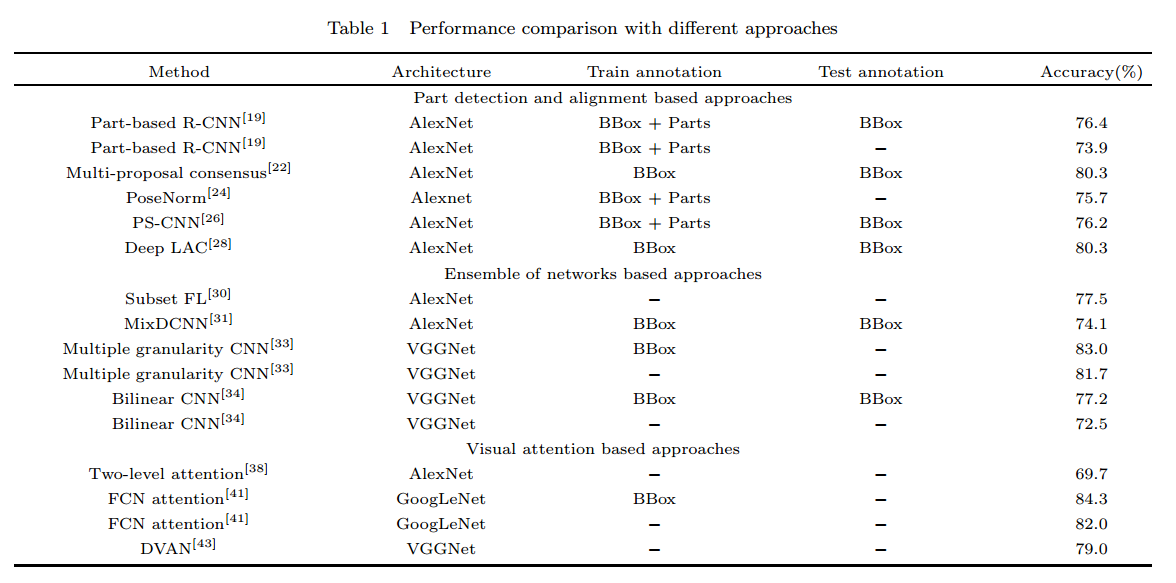 Table 1 Performance comparison with different approaches
Method Architecture Train annotation Test annotation Accuracy(%)
Part detection and alignment based approaches
Part-based R-CNN[19] AlexNet BBox + Parts BBox 76.4
Part-based R-CNN[19] AlexNet BBox + Parts – 73.9
Multi-proposal consensus[22] AlexNet BBox BBox 80.3
PoseNorm[24] Alexnet BBox + Parts – 75.7
PS-CNN[26] AlexNet BBox + Parts BBox 76.2
Deep LAC[28] AlexNet BBox BBox 80.3
Ensemble of networks based approaches
Subset FL[30] AlexNet – – 77.5
MixDCNN[31] AlexNet BBox BBox 74.1
Multiple granularity CNN[33] VGGNet BBox – 83.0
Multiple granularity CNN[33] VGGNet – – 81.7
Bilinear CNN[34] VGGNet BBox BBox 77.2
Bilinear CNN[34] VGGNet – – 72.5
Visual attention based approaches
Two-level attention[38] AlexNet – – 69.7
FCN attention[41] GoogLeNet BBox – 84.3
FCN attention[41] GoogLeNet – – 82.0
DVAN[43] VGGNet – – 79.0